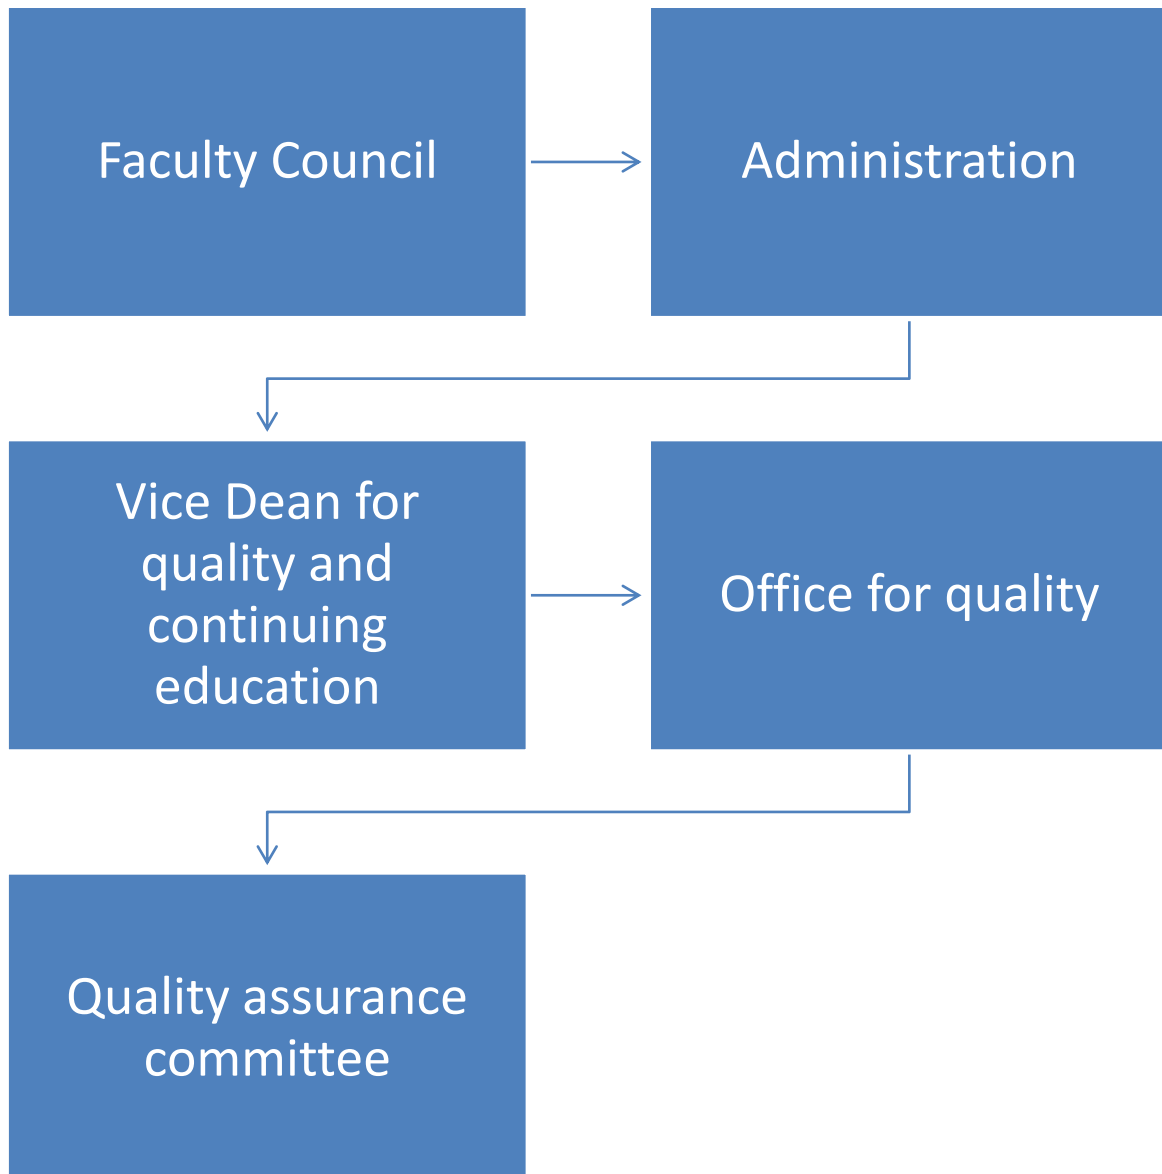 Faculty Council
Administration
Vice Dean for
quality and
continuing
education
Office for quality
Quality assurance
committee